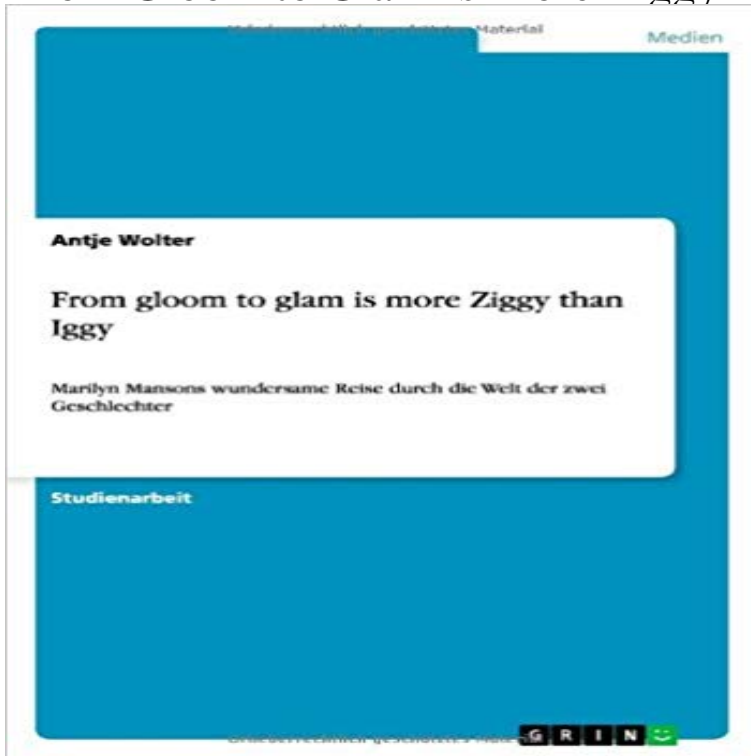 Material
Medien
Antje Wolter
From gloom to glam is more Ziggy than
Iggy
Marilyn Mansons wundersame Reise durch die Welt der zwei
Geschlechter
Studienarbeit
G R I N